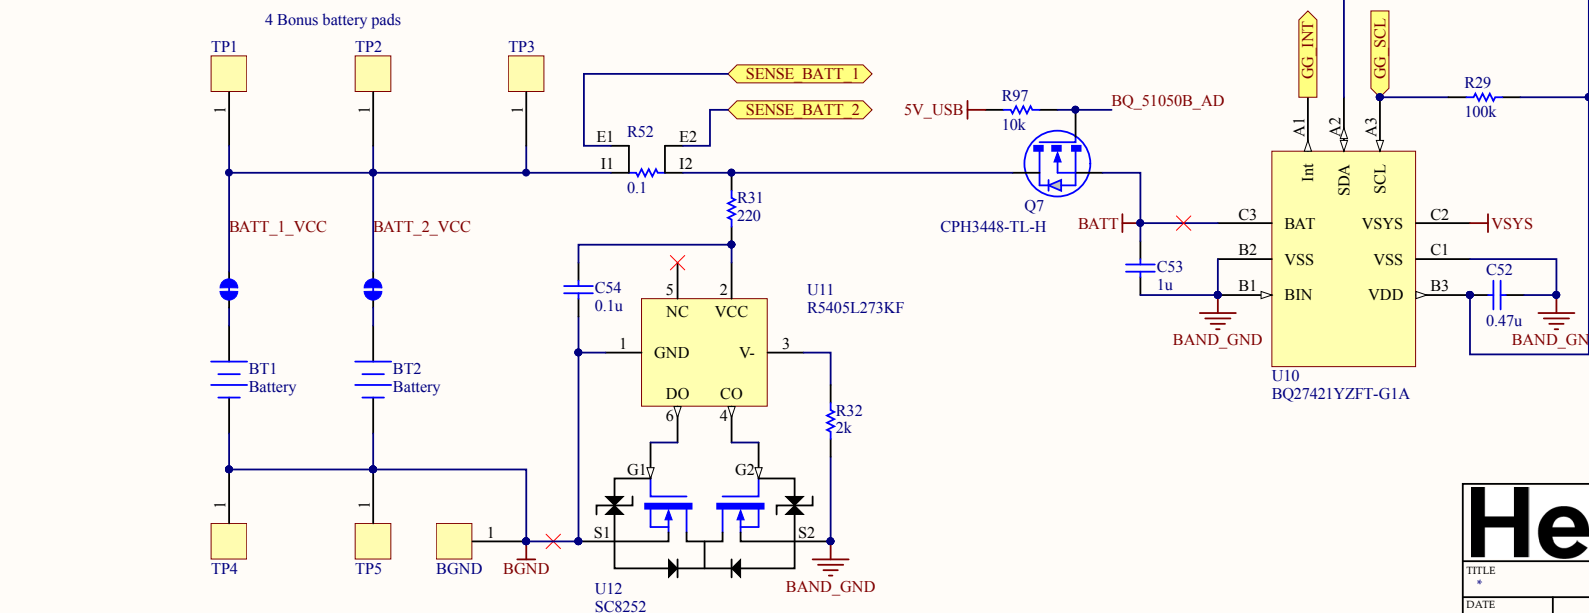 4 Bonus battery pads
TP1
TP2
TP3
1
1
1
SENSE_BATT_1
SENSE_BATT_2
E1
R52
E2
I1
I2
0.1
5V_USB
R97
10k
BQ_51050B_AD
GG_INT
GG_SCL
R29
100k
A1
A2
A3
Int
SDA
SCL
R31
220
Q7
CPH3448-TL-H
BATT_1_VCC
BATT_2_VCC
BATT
C3
BAT
VSYS
C2
VSYS
B2
VSS
VSS
C1
C53
1u
B1
BIN
VDD
B3
C52
0.47u
BAND_GND
BAND_GN
U10
BQ27421YZFT-G1A
C54
0.1u
5
2
U11
R5405L273KF
NC
VCC
1
GND
V-
3
DO
CO
6
4
R32
2k
BT1
Battery
BT2
Battery
G1
G2
1
1
1
S1
S2
TP4
TP5
BGND
BGND
BAND_GND
U12
SC8252
He
TITLE
*
DATE